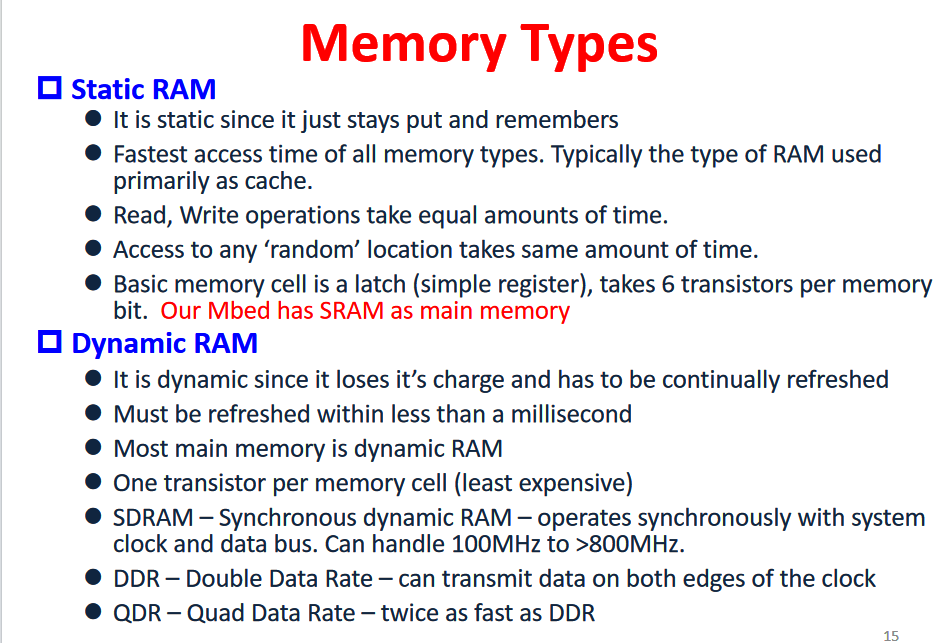 Memory Types
Static RAM
It is static since it just stays put and remembers
Fastest access time of all memory types. Typically the type of RAM used
primarily as cache.
Read, Write operations take equal amounts of time.
Access to any ‘random’ location takes same amount of time.
Basic memory cell is a latch (simple register), takes 6 transistors per memory
bit. Our Mbed has SRAM as main memory
Dynamic RAM
It is dynamic since it loses it’s charge and has to be continually refreshed
Must be refreshed within less than a millisecond
Most main memory is dynamic RAM
One transistor per memory cell (least expensive)
SDRAM – Synchronous dynamic RAM – operates synchronously with system
clock and data bus. Can handle 100MHz to >800MHz.
DDR – Double Data Rate – can transmit data on both edges of the clock
QDR – Quad Data Rate – twice as fast as DDR
15